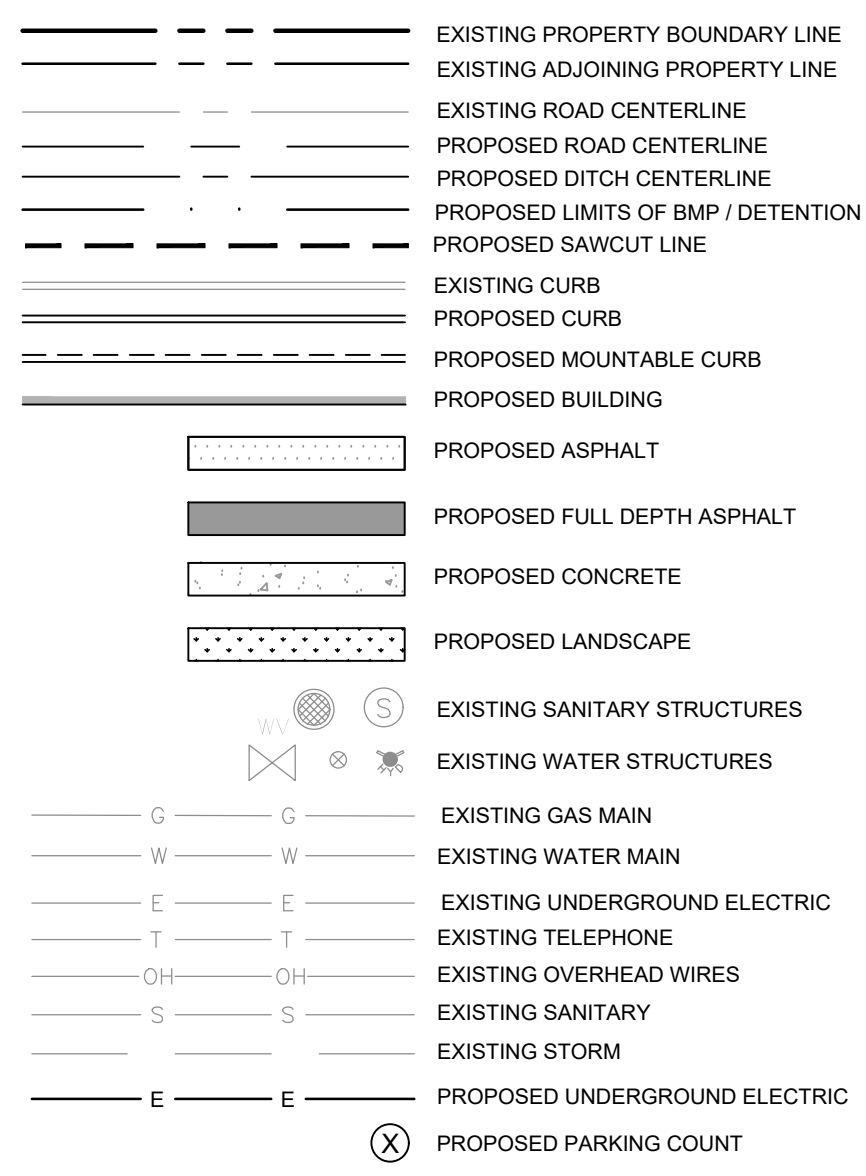 EXISTING PROPERTY BOUNDARY LINE
EXISTING ADJOINING PROPERTY LINE
EXISTING ROAD CENTERLINE
PROPOSED ROAD CENTERLINE
PROPOSED DITCH CENTERLINE
PROPOSED LIMITS OF BMP / DETENTION
PROPOSED SAWCUT LINE
EXISTING CURB
PROPOSED CURB
PROPOSED MOUNTABLE CURB
PROPOSED BUILDING
PROPOSED ASPHALT
PROPOSED FULL DEPTH ASPHALT
PROPOSED CONCRETE
PROPOSED LANDSCAPE
S EXISTING SANITARY STRUCTURES
WV
EXISTING WATER STRUCTURES
G G EXISTING GAS MAIN
W W EXISTING WATER MAIN
E E EXISTING UNDERGROUND ELECTRIC
T T EXISTING TELEPHONE
OH OH EXISTING OVERHEAD WIRES
S S EXISTING SANITARY
EXISTING STORM
E E PROPOSED UNDERGROUND ELECTRIC
X PROPOSED PARKING COUNT